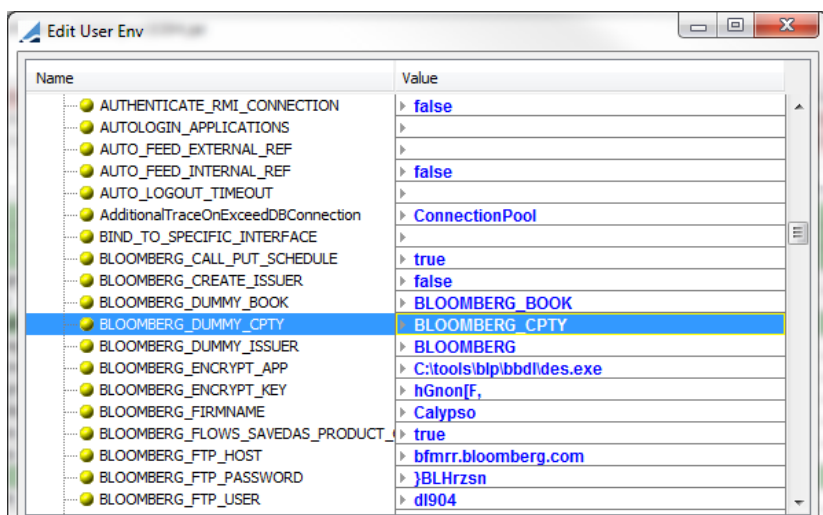 Edit User Env
Name Value
AUTHENTICATE_RMI_CONNECTION false
AUTOLOGIN_APPLICATIONS
AUTO_FEED_EXTERNAL_REF
AUTO_FEED_INTERNAL_REF false
AUTO_LOGOUT_TIMEOUT
AdditionalTraceOnExceedDBConnection ConnectionPool
BIND_TO_SPECIFIC_INTERFACE
BLOOMBERG_CALL_PUT_SCHEDULE true
BLOOMBERG_CREATE_ISSUER false
BLOOMBERG_DUMMY_BOOK BLOOMBERG_BOOK
BLOOMBERG_DUMMY_CPTY BLOOMBERG_CPTY
BLOOMBERG_DUMMY_ISSUER BLOOMBERG
BLOOMBERG_ENCRYPT_APP C:\tools\blp\bbdl\des.exe
BLOOMBERG_ENCRYPT_KEY hGnon[F,
BLOOMBERG_FIRMNAME Calypso
BLOOMBERG_FLOWS_SAVEDAS_PRODUCT_ true
BLOOMBERG_FTP_HOST bfmrr.bloomberg.com
BLOOMBERG_FTP_PASSWORD }BLHrzsn
BLOOMBERG_FTP_USER dl904